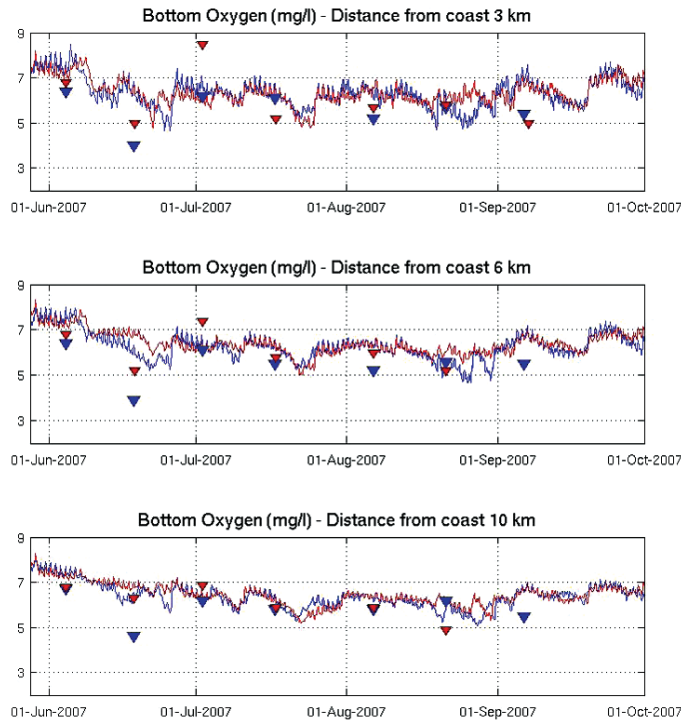 Bottom Oxygen (mg/l) - Distance from coast 3 km
9
7
5
3
01-Jun-2007 01-Jul-2007 01-Aug-2007 01-Sep-2007 01-Oct-2007
Bottom Oxygen (mg/l) - Distance from coast 6 km
9
7
5
3
01-Jun-2007 01-Jul-2007 01-Aug-2007 01-Sep-2007 01-Oct-2007
Bottom Oxygen (mg/l) - Distance from coast 10 km
9
7
5
3
01-Jun-2007 01-Jul-2007 01-Aug-2007 01-Sep-2007 01-Oct-2007